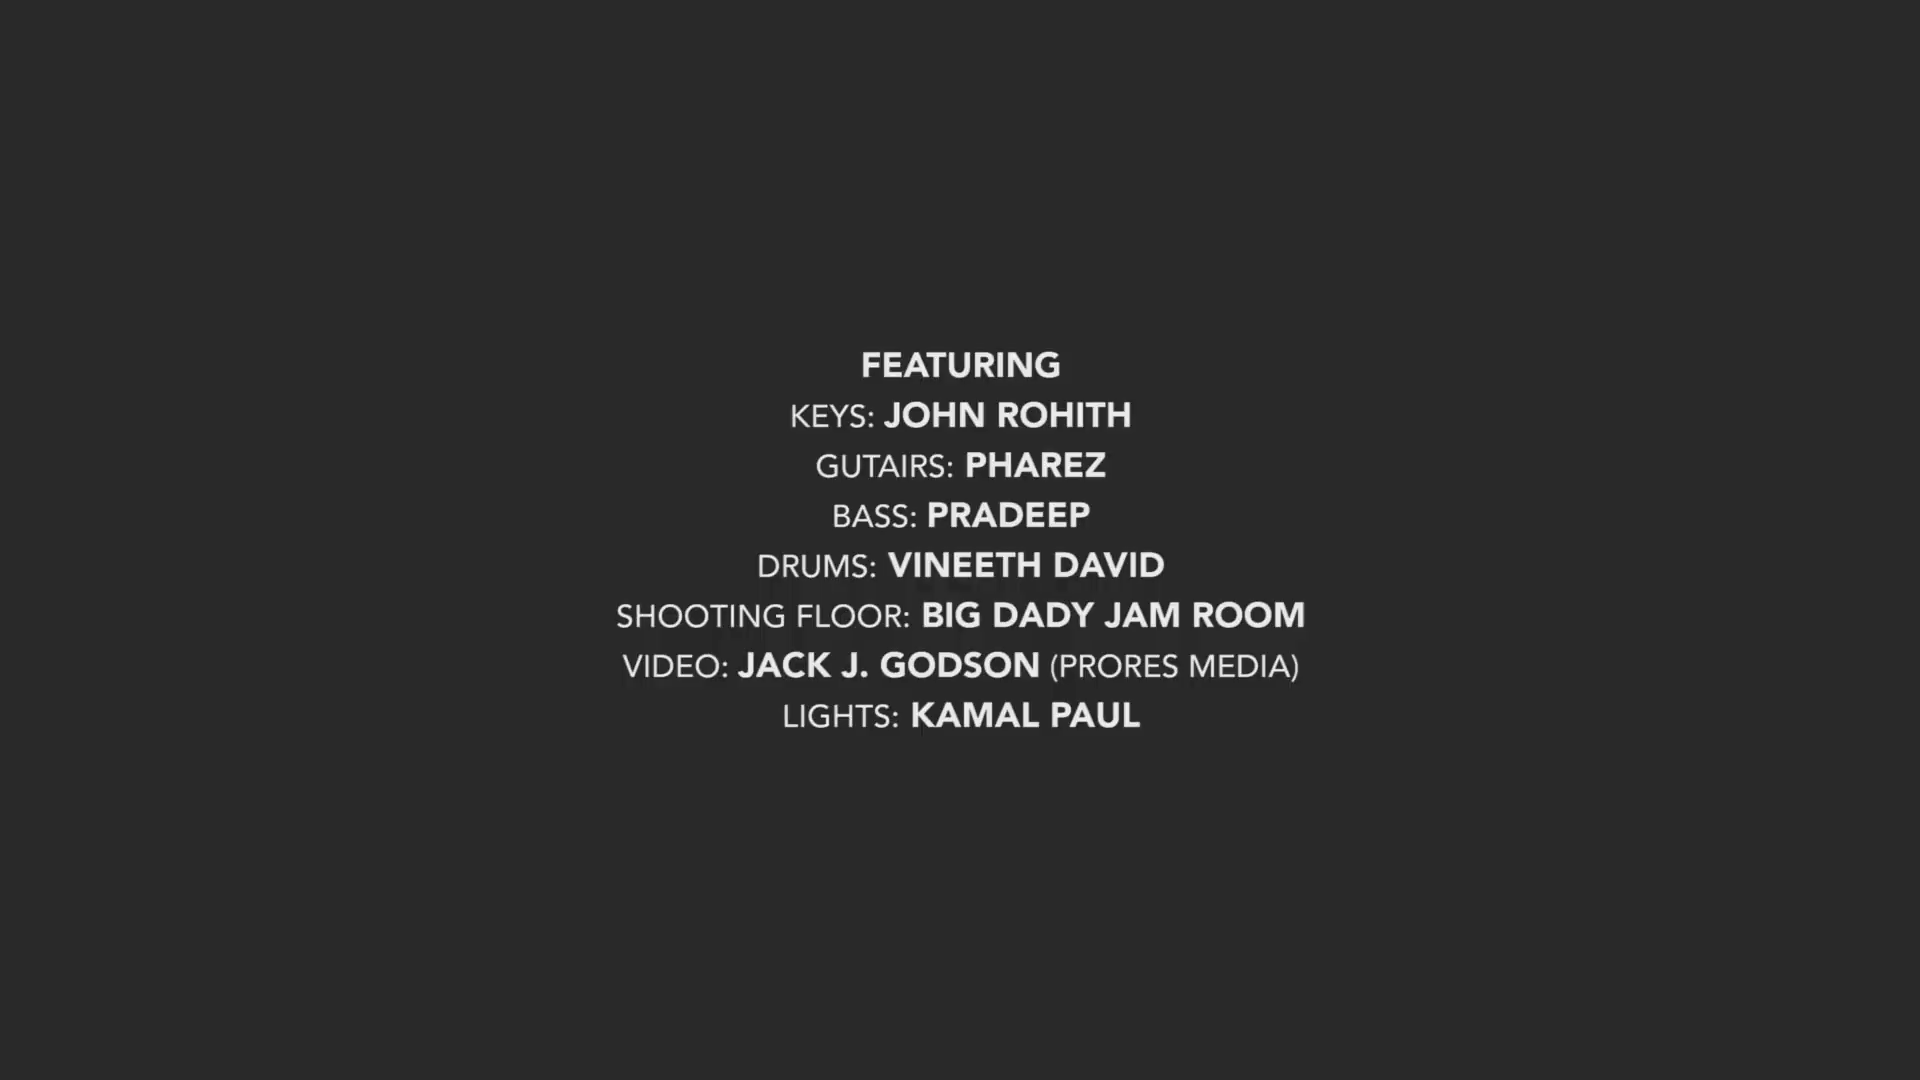 FEATURING
KEYS: JOHN ROHITH
GUTAIRS: PHAREZ
BASS: PRADEEP
DRUMS: VINEETH DAVID
SHOOTING FLOOR: BIG DADY JAM ROOM
VIDEO: JACK J. GODSON (PRORES MEDIA)
LIGHTS: KAMAL PAUL